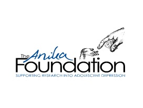 The Anika
Foundation
SUPPORTING RESEARCH INTO ADOLESCENT DEPRESSION